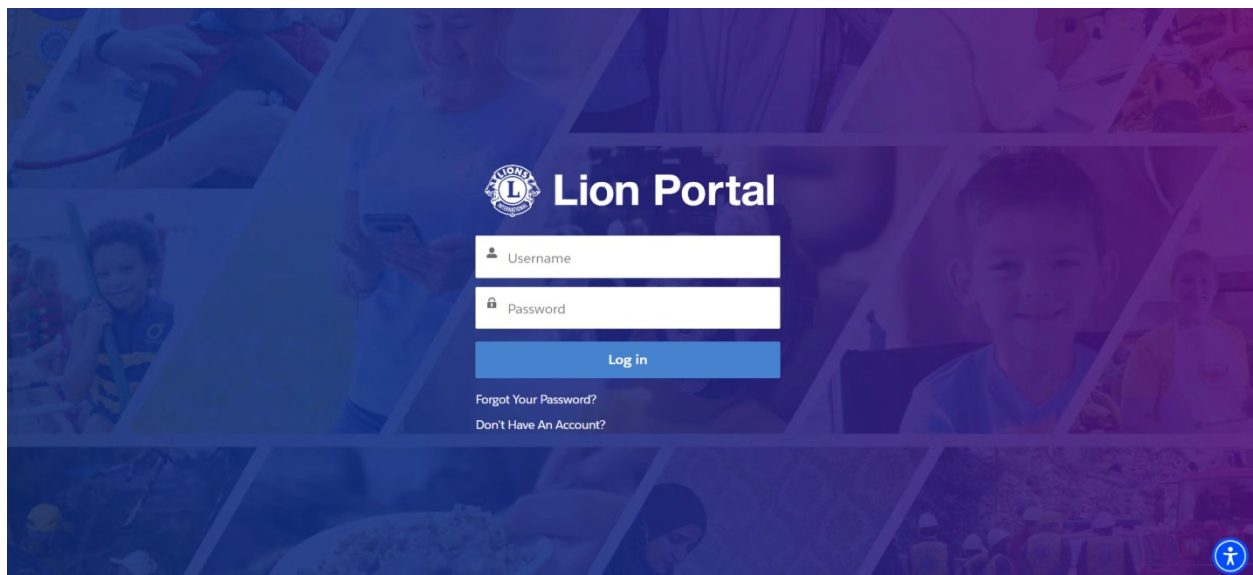 LIONS
L
INTERNATIONAL
Lion Portal
Username
Password
Log in
Forgot Your Password?
Don't Have An Account?